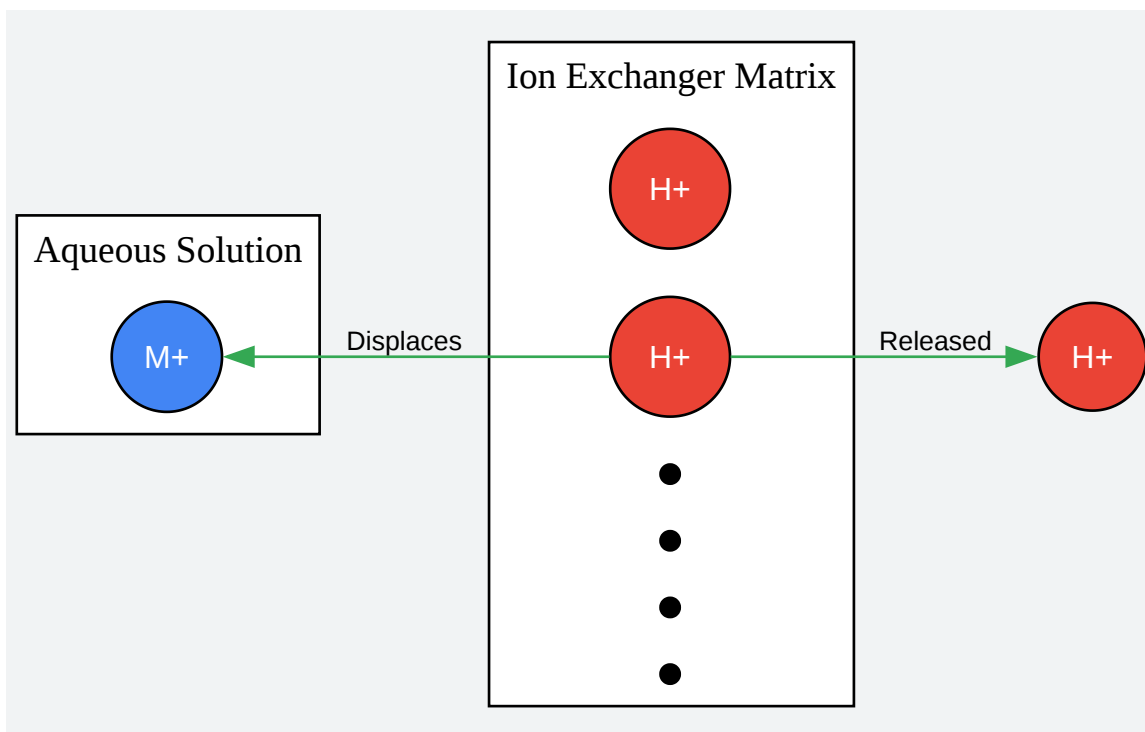 Ion Exchanger Matrix
H+
Aqueous Solution
M+
Displaces
H+
Released
H+